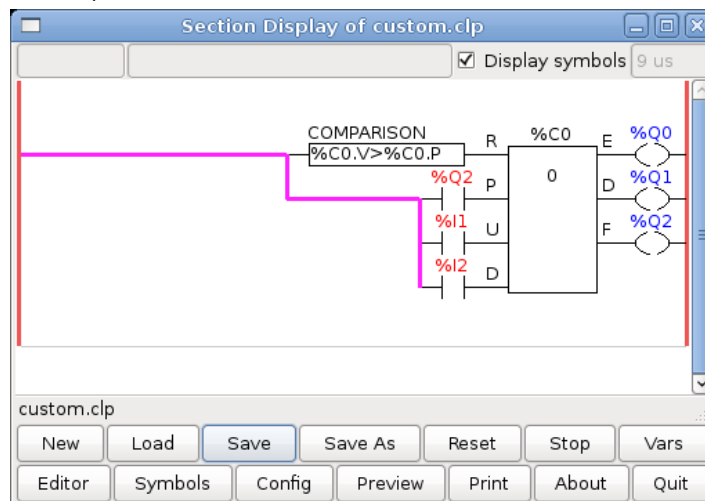 Section Display of custom.clp
Display symbols 9 us
COMPARISON R %C0 E %Q0
%C0.V>%C0.P
%Q2 P 0 D %Q1
%I1 U F %Q2
%I2 D
custom.clp
New Load Save Save As Reset Stop Vars
Editor Symbols Config Preview Print About Quit